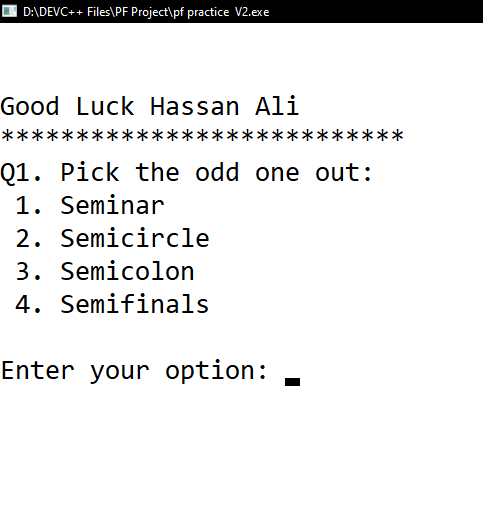 D:\DEVC++ Files\PF Project\pf practice V2.exe
Good Luck Hassan Ali
***************************
Q1. Pick the odd one out:
1. Seminar
2. Semicircle
3. Semicolon
4. Semifinals
Enter your option: